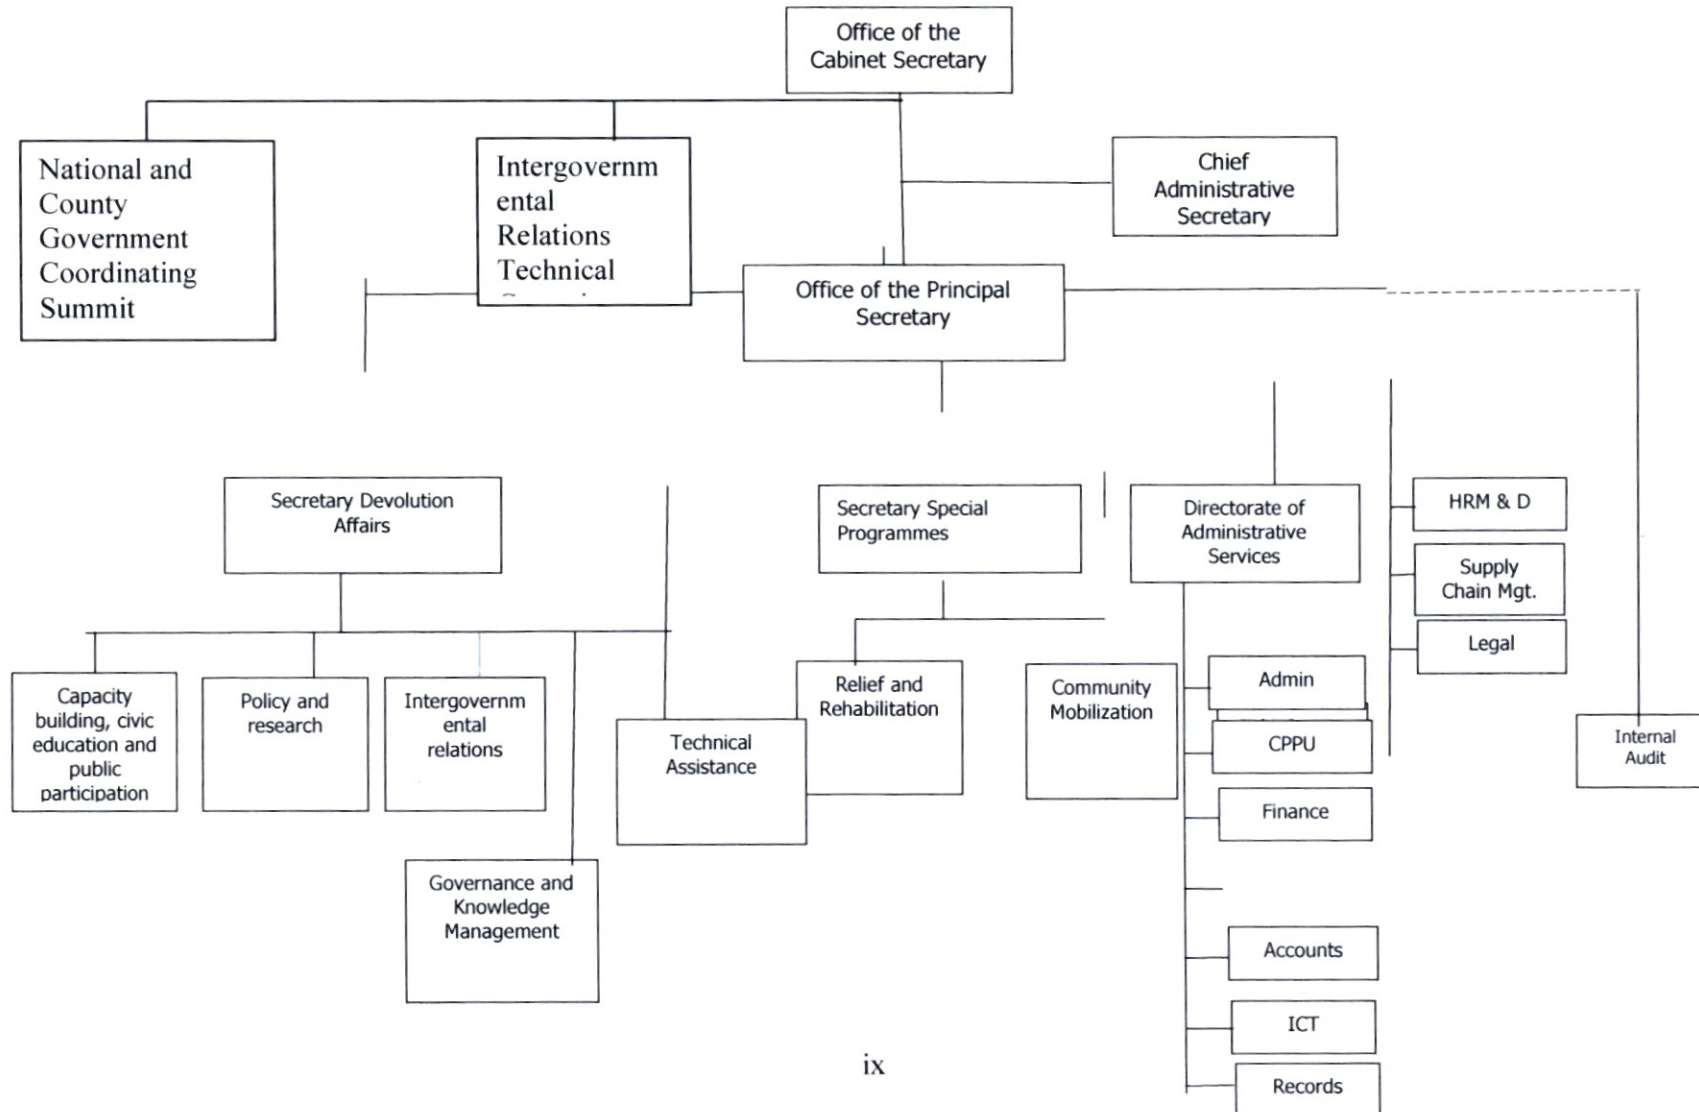 Office of the
Cabinet Secretary
National and
County
Government
Coordinating
Summit
Intergovernm
ental
Relations
Technical
Chief
Administrative
Secretary
Office of the Principal
Secretary
Secretary Devolution
Affairs
Secretary Special
Programmes
Directorate of
Administrative
Services
HRM & D
Supply
Chain Mgt.
Legal
Capacity
building, civic
education and
public
participation
Policy and
research
Intergovernm
ental
relations
Technical
Assistance
Relief and
Rehabilitation
Community
Mobilization
Admin
CPPU
Finance
Internal
Audit
Governance and
Knowledge
Management
Accounts
ICT
Records
ix